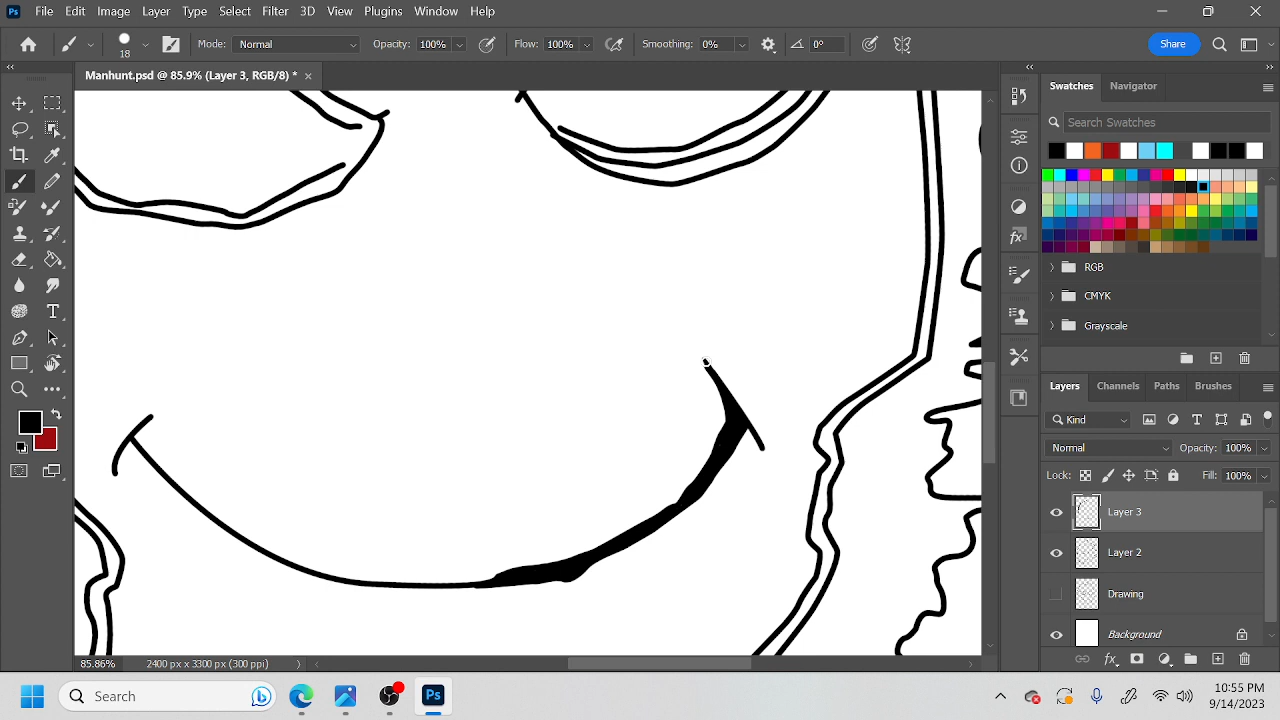 Ps File Edit Image Layer Type Select Filter 3D View Plugins Window Help
18 Mode: Normal Opacity: 100% Flow: 100% Smoothing: 0% 0° Share
Manhunt.psd @ 85.9% (Layer 3, RGB/8) * ×
Swatches Navigator
Search Swatches
RGB
CMYK
Grayscale
Layers Channels Paths Brushes
Kind
Normal Opacity: 100%
Lock: Fill: 100%
Layer 3
Layer 2
Drawing
Background
85.86% 2400 px x 3300 px (300 ppi)
Search Ps
10:55 PM
9/24/2023